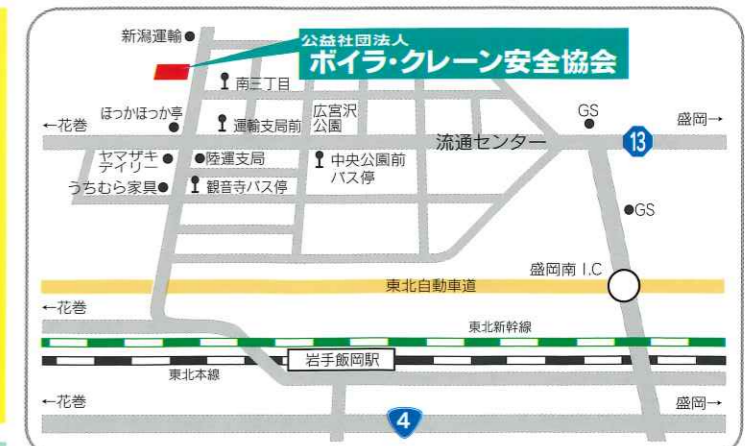 新潟運輸
公益社団法人
ボイラ・クレーン安全協会
南三丁目
ほっかほっか亭
運輸支局前
広宮沢
公園
GS
←花巻
盛岡→
流通センター
13
ヤマザキ
デイリー
陸運支局
中央公園前
バス停
うちむら家具
観音寺バス停
GS
盛岡南 I.C
東北自動車道
←花巻
東北新幹線
岩手飯岡駅
東北本線
←花巻
盛岡→
4